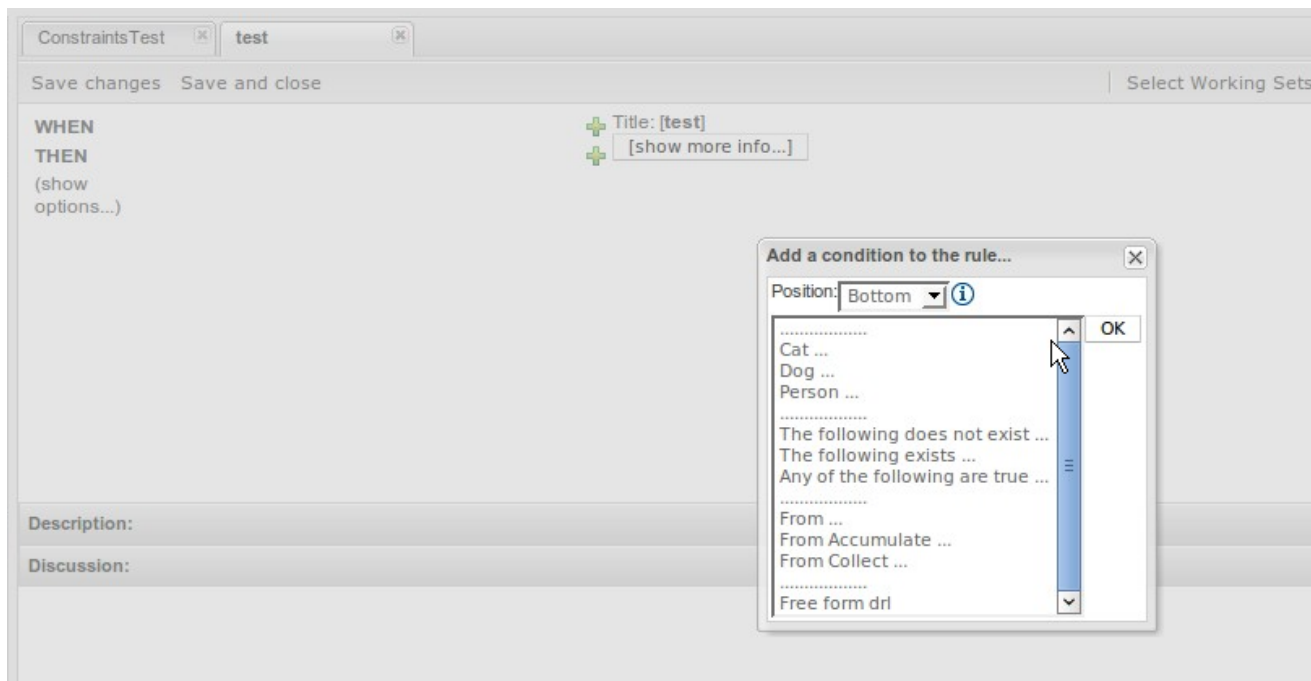 ConstraintsTest test
Save changes Save and close Select Working Sets
WHEN
Title: [test]
THEN
[show more info...]
(show
options...)
Add a condition to the rule...
Position: Bottom
OK
..................
Cat ...
Dog ...
Person ...
..................
The following does not exist ...
The following exists ...
Any of the following are true ...
..................
From ...
From Accumulate ...
From Collect ...
..................
Free form drl
Description:
Discussion: